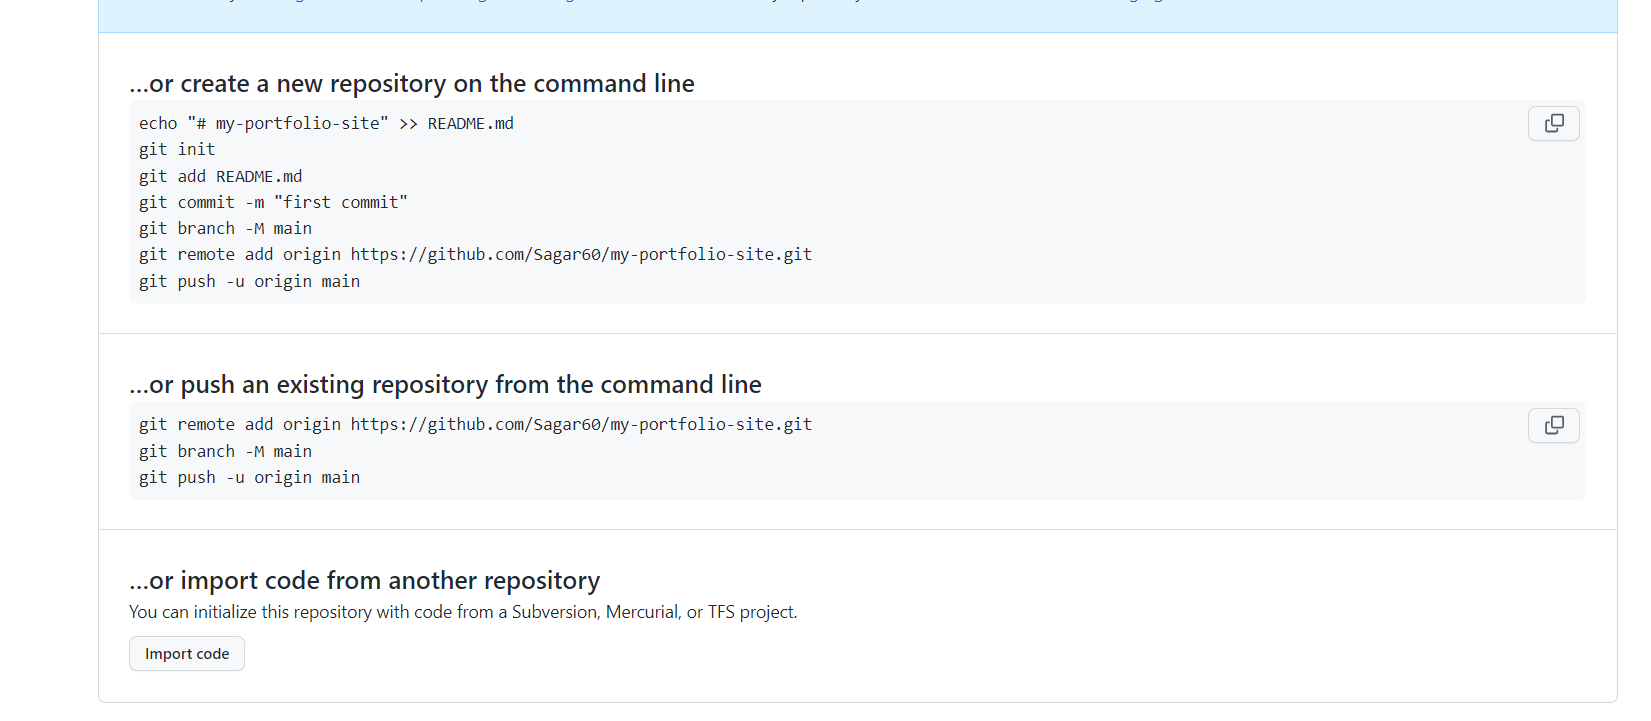 ...or create a new repository on the command line
echo "# my-portfolio-site" >> README.md
git init
git add README.md
git commit -m "first commit"
git branch -M main
git remote add origin https://github.com/Sagar60/my-portfolio-site.git
git push -u origin main
...or push an existing repository from the command line
git remote add origin https://github.com/Sagar60/my-portfolio-site.git
git branch -M main
git push -u origin main
...or import code from another repository
You can initialize this repository with code from a Subversion, Mercurial, or TFS project.
Import code